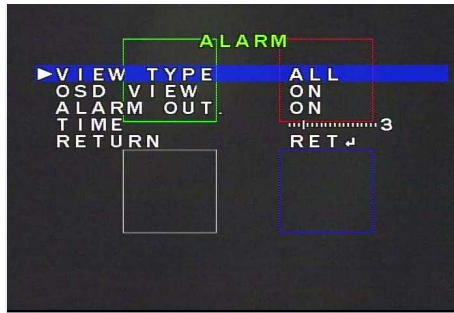 ALARM
VIEW TYPE ALL
OSD VIEW ON
ALARM OUT. ON
TIME 3
RETURN RET↲